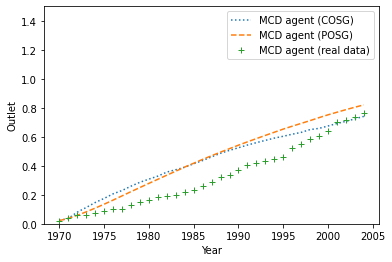 MCD agent (COSG)
MCD agent (POSG)
MCD agent (real data)
1.4
1.2
1.0
0.8
0.6
0.4
0.2
0.0
Outlet
1970 1975 1980 1985 1990 1995 2000 2005
Year